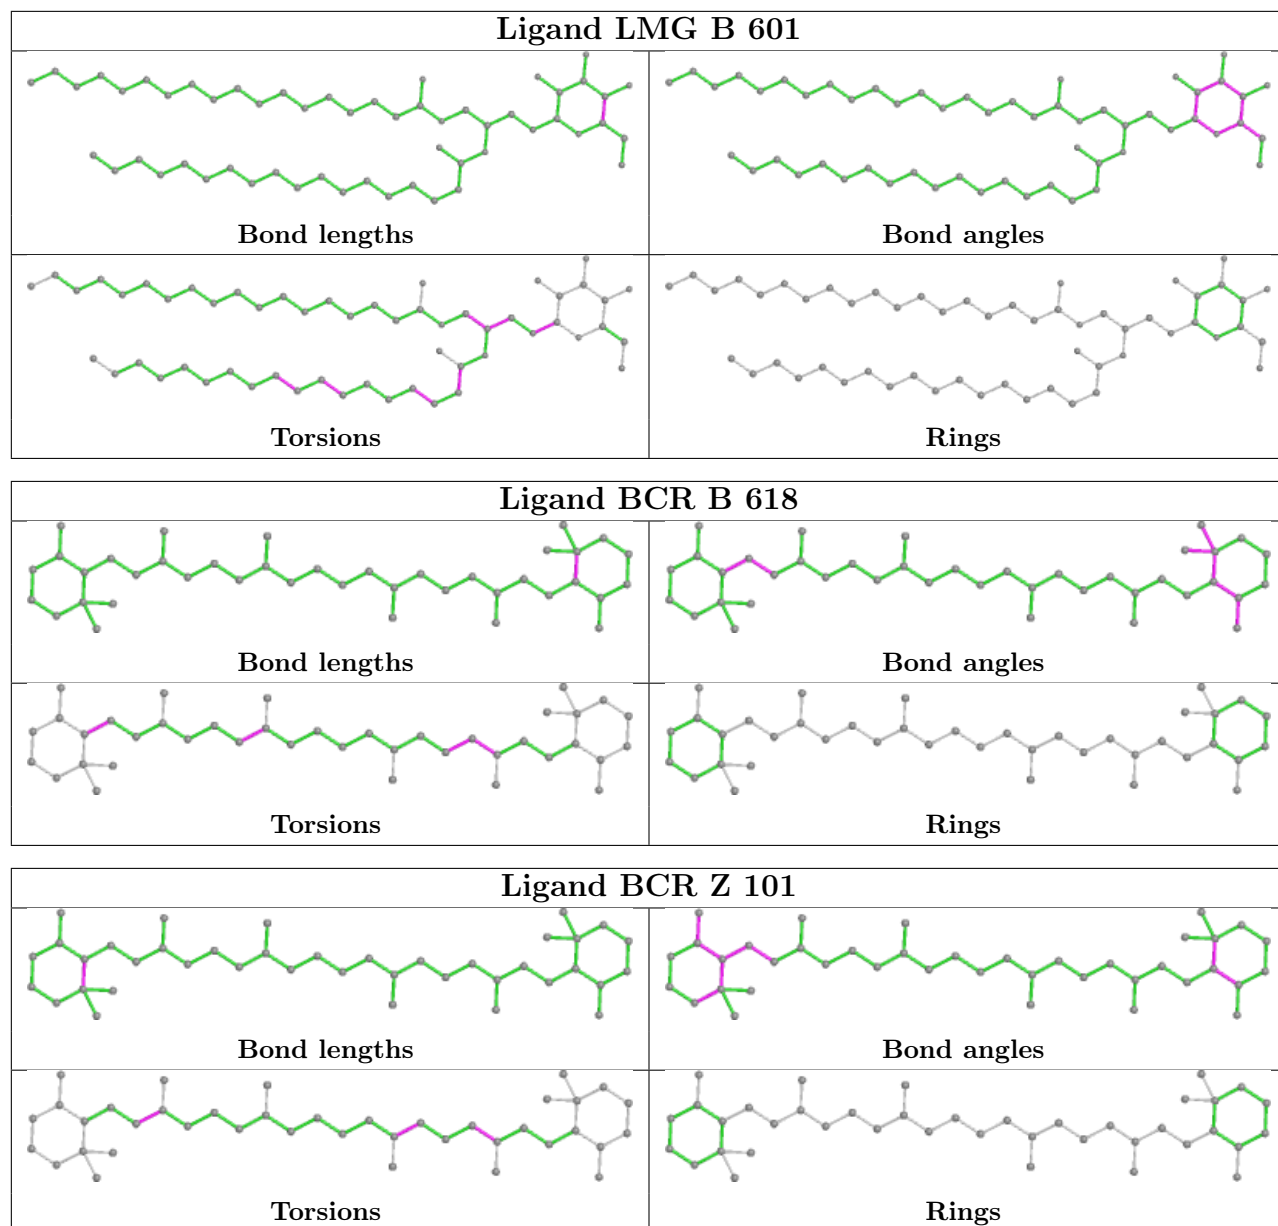 Ligand LMG B 601
Bond lengths
Bond angles
Torsions
Rings
Ligand BCR B 618
Bond lengths
Bond angles
Torsions
Rings
Ligand BCR Z 101
Bond lengths
Bond angles
Torsions
Rings